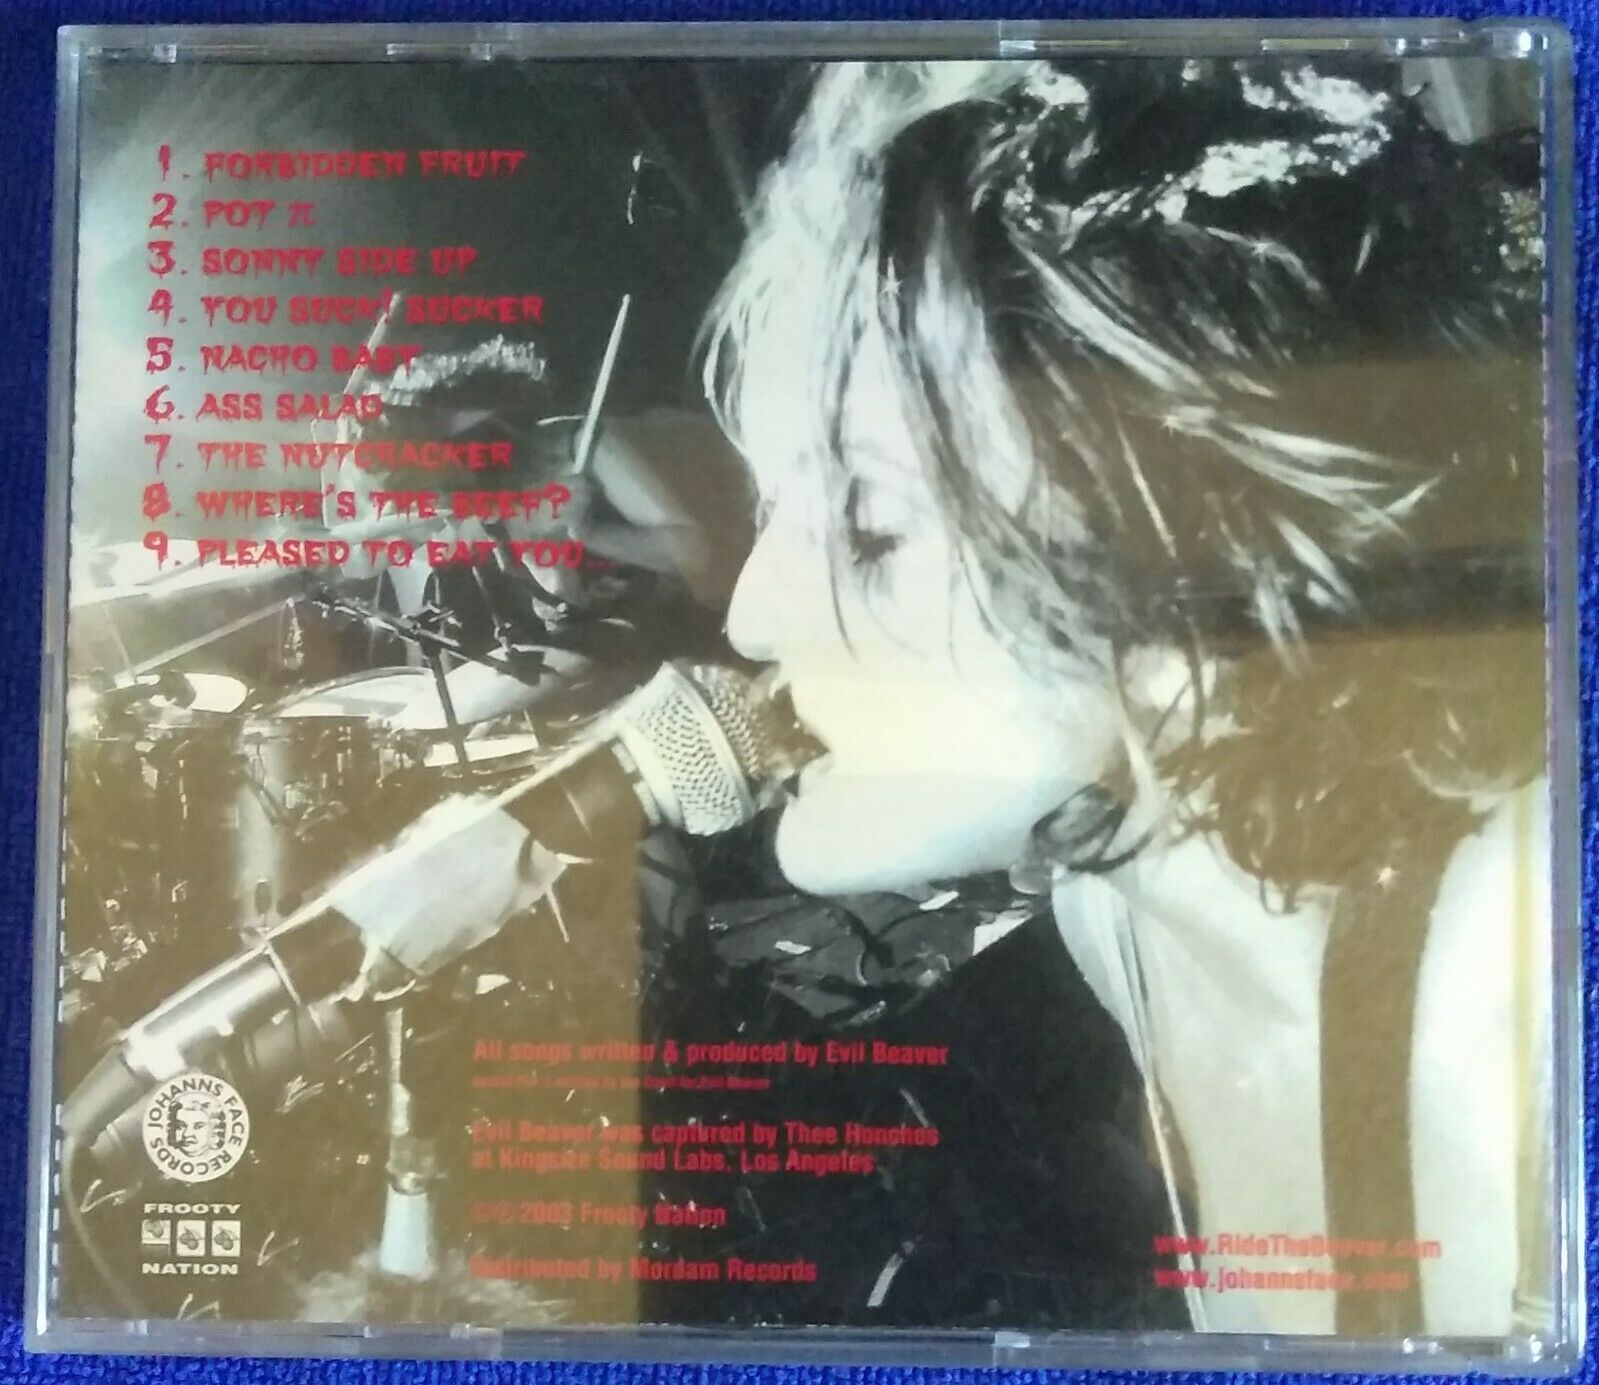 1. FORBIDDEN FRUIT
2. POT π
3. SONNY SIDE UP
4. YOU SUCK! SUCKER
5. NACHO BABY
6. ASS SALAD
7. THE NUTCRACKER
8. WHERE'S THE BEEF?
9. PLEASED TO EAT YOU...
All songs written & produced by Evil Beaver
Evil Beaver was captured by Thee Honchos
at Kingsize Sound Labs, Los Angeles
©℗ 2003 Frooty Nation
Distributed by Mordam Records
JOHANNS FACE RECORDS
FROOTY
NATION
www.RideTheBeaver.com
www.johannsface.com